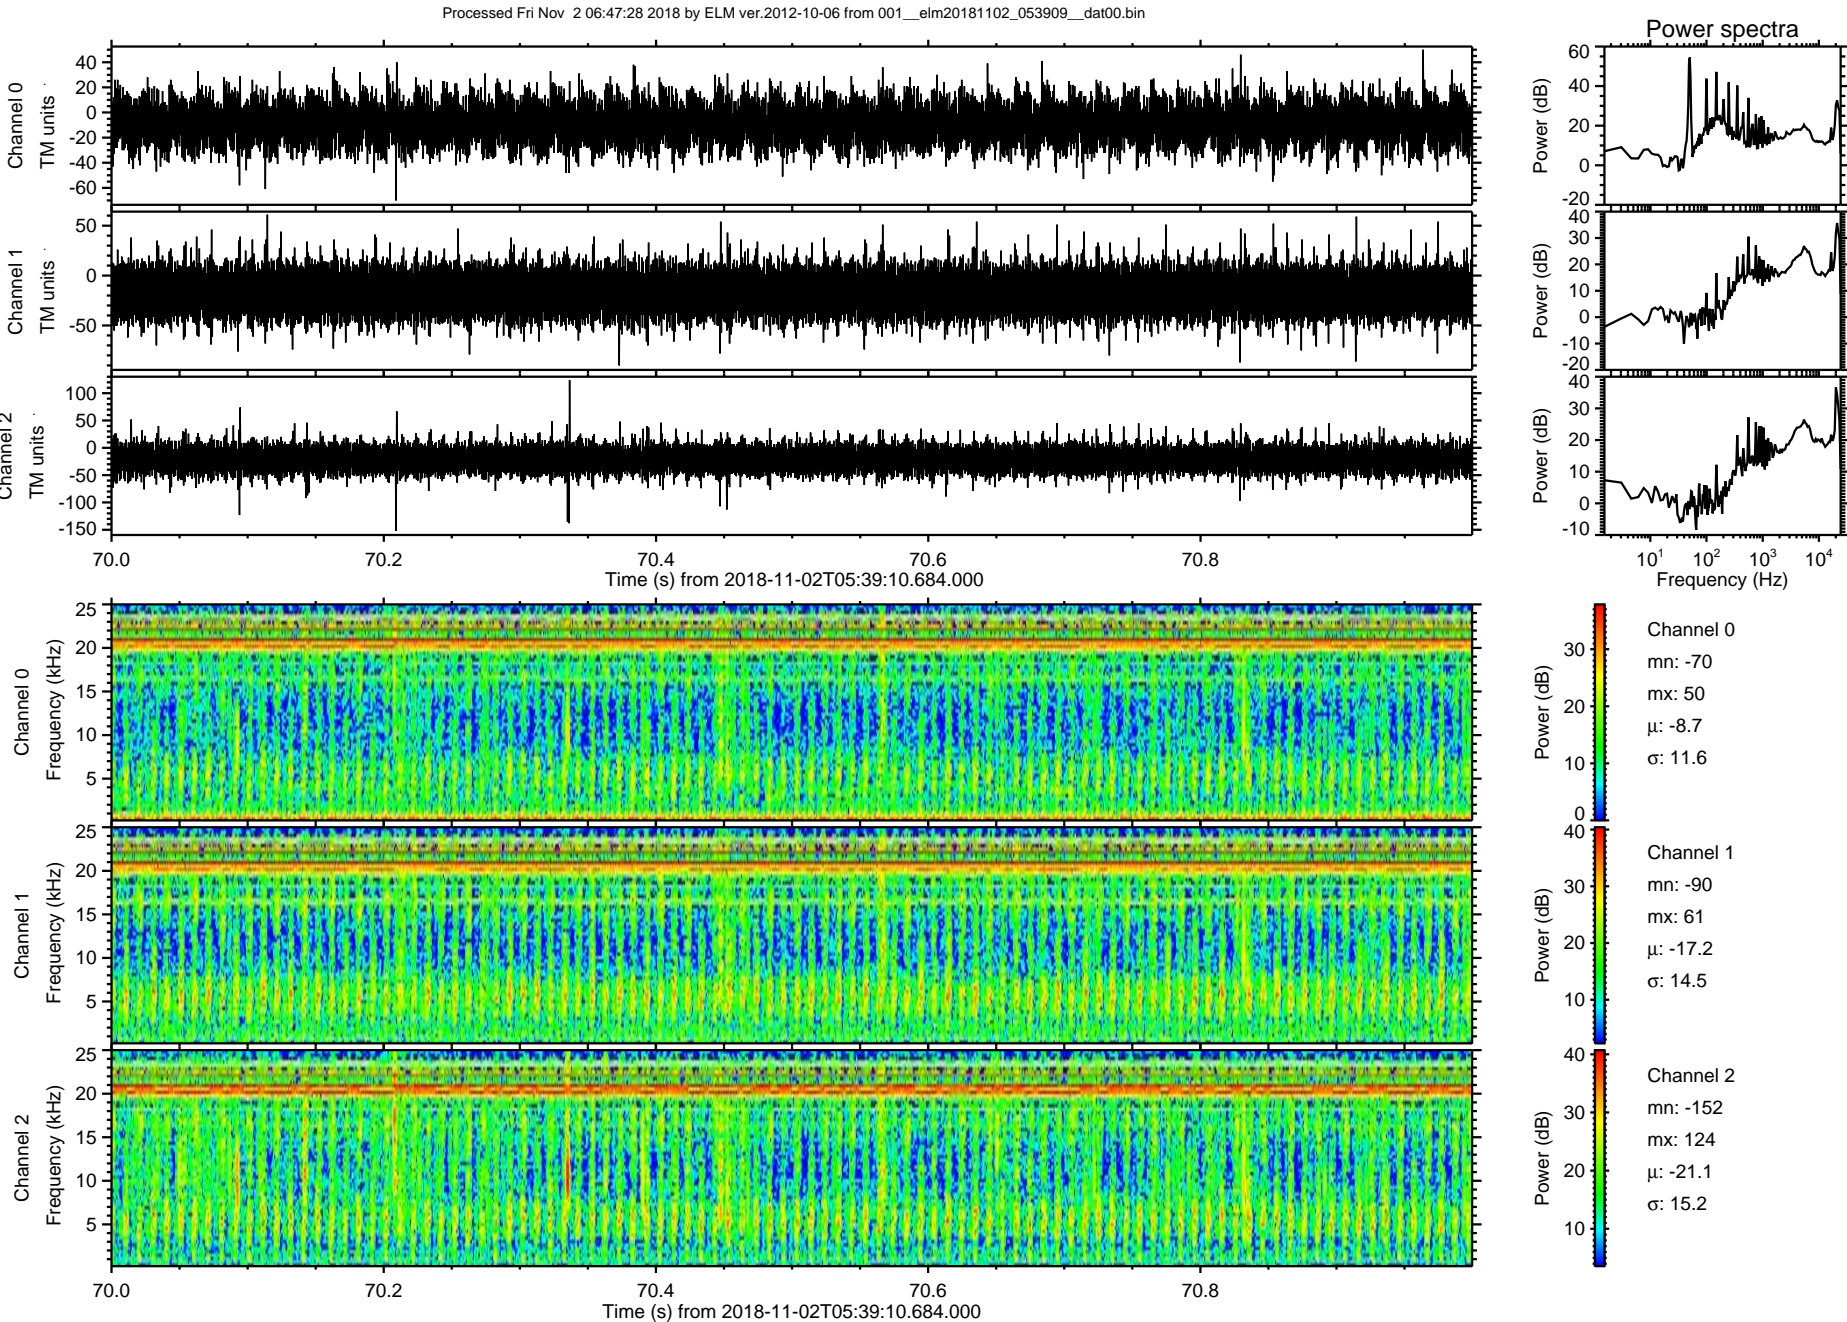 Processed Fri Nov  2 06:47:28 2018 by ELM ver.2012-10-06 from 001__elm20181102_053909__dat00.bin
Power spectra
Channel 0
TM units
40
20
0
-20
-40
-60
Power (dB)
60
40
20
0
-20
Channel 1
TM units
50
0
-50
Power (dB)
40
30
20
10
0
-10
-20
Channel 2
TM units
100
50
0
-50
-100
-150
Power (dB)
40
30
20
10
0
-10
70.0 70.2 70.4 70.6 70.8
Time (s) from 2018-11-02T05:39:10.684.000
10^1 10^2 10^3 10^4
Frequency (Hz)
Channel 0
Frequency (kHz)
25
20
15
10
5
Power (dB)
30
20
10
0
Channel 0
mn: -70
mx: 50
μ: -8.7
σ: 11.6
Channel 1
Frequency (kHz)
25
20
15
10
5
Power (dB)
40
30
20
10
Channel 1
mn: -90
mx: 61
μ: -17.2
σ: 14.5
Channel 2
Frequency (kHz)
25
20
15
10
5
Power (dB)
40
30
20
10
Channel 2
mn: -152
mx: 124
μ: -21.1
σ: 15.2
70.0 70.2 70.4 70.6 70.8
Time (s) from 2018-11-02T05:39:10.684.000